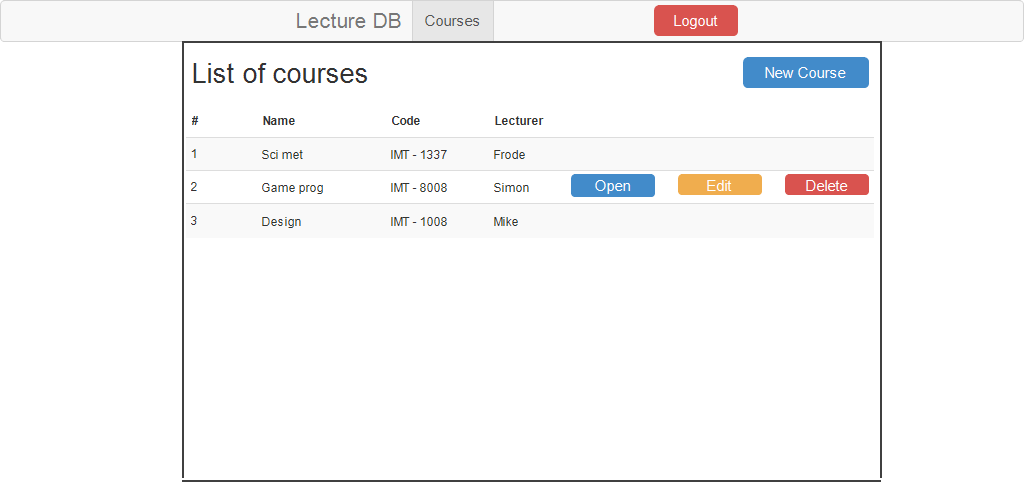 Lecture DB Courses Logout
List of courses New Course
# Name Code Lecturer
1 Sci met IMT - 1337 Frode
2 Game prog IMT - 8008 Simon Open Edit Delete
3 Design IMT - 1008 Mike